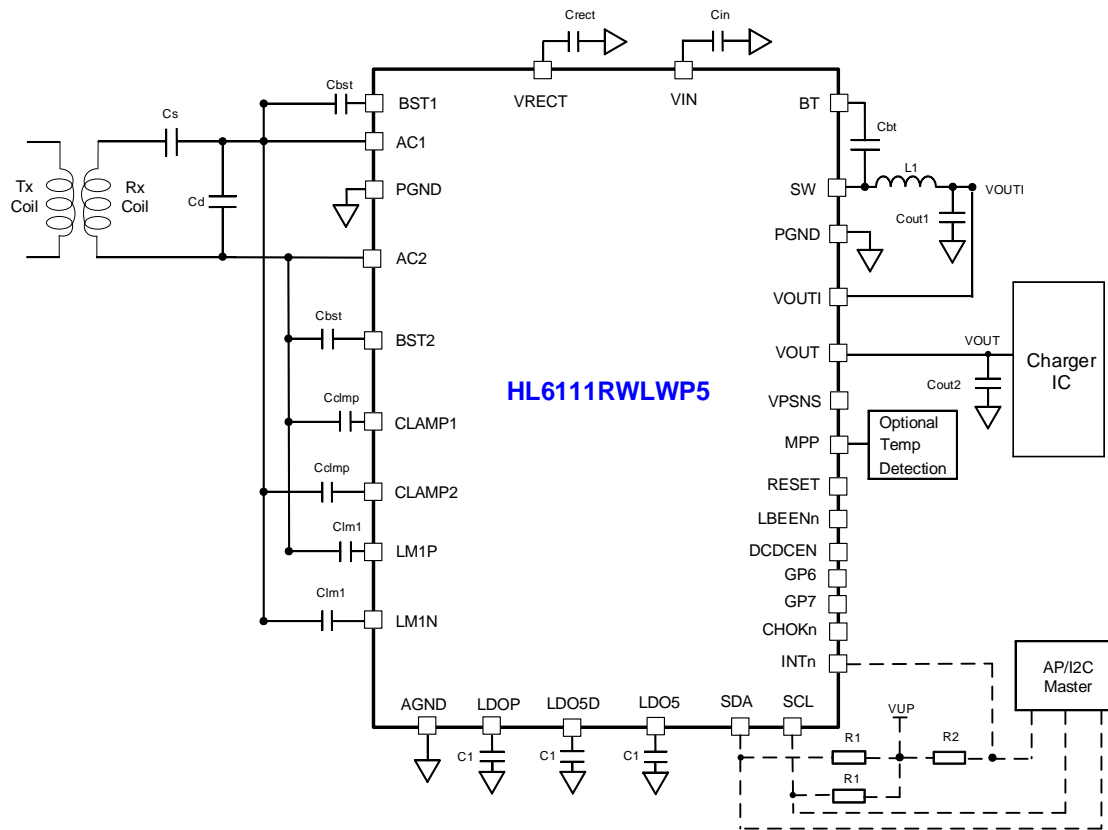 Crect
Cin
Cbst
BST1
VRECT
VIN
BT
Cs
AC1
Cbt
Tx
Coil
Rx
Coil
Cd
PGND
SW
L1
VOUTI
Cout1
PGND
AC2
VOUTI
Cbst
BST2
VOUT
VOUT
Cout2
Charger
IC
HL6111RWLWP5
VPSNS
Cclmp
CLAMP1
MPP
Optional
Temp
Detection
Cclmp
CLAMP2
RESET
LBEENn
Clm1
LM1P
DCDCEN
GP6
GP7
Clm1
LM1N
CHOKn
INTn
AP/I2C
Master
AGND
LDOP
LDO5D
LDO5
SDA
SCL
VUP
C1
C1
C1
R1
R2
R1